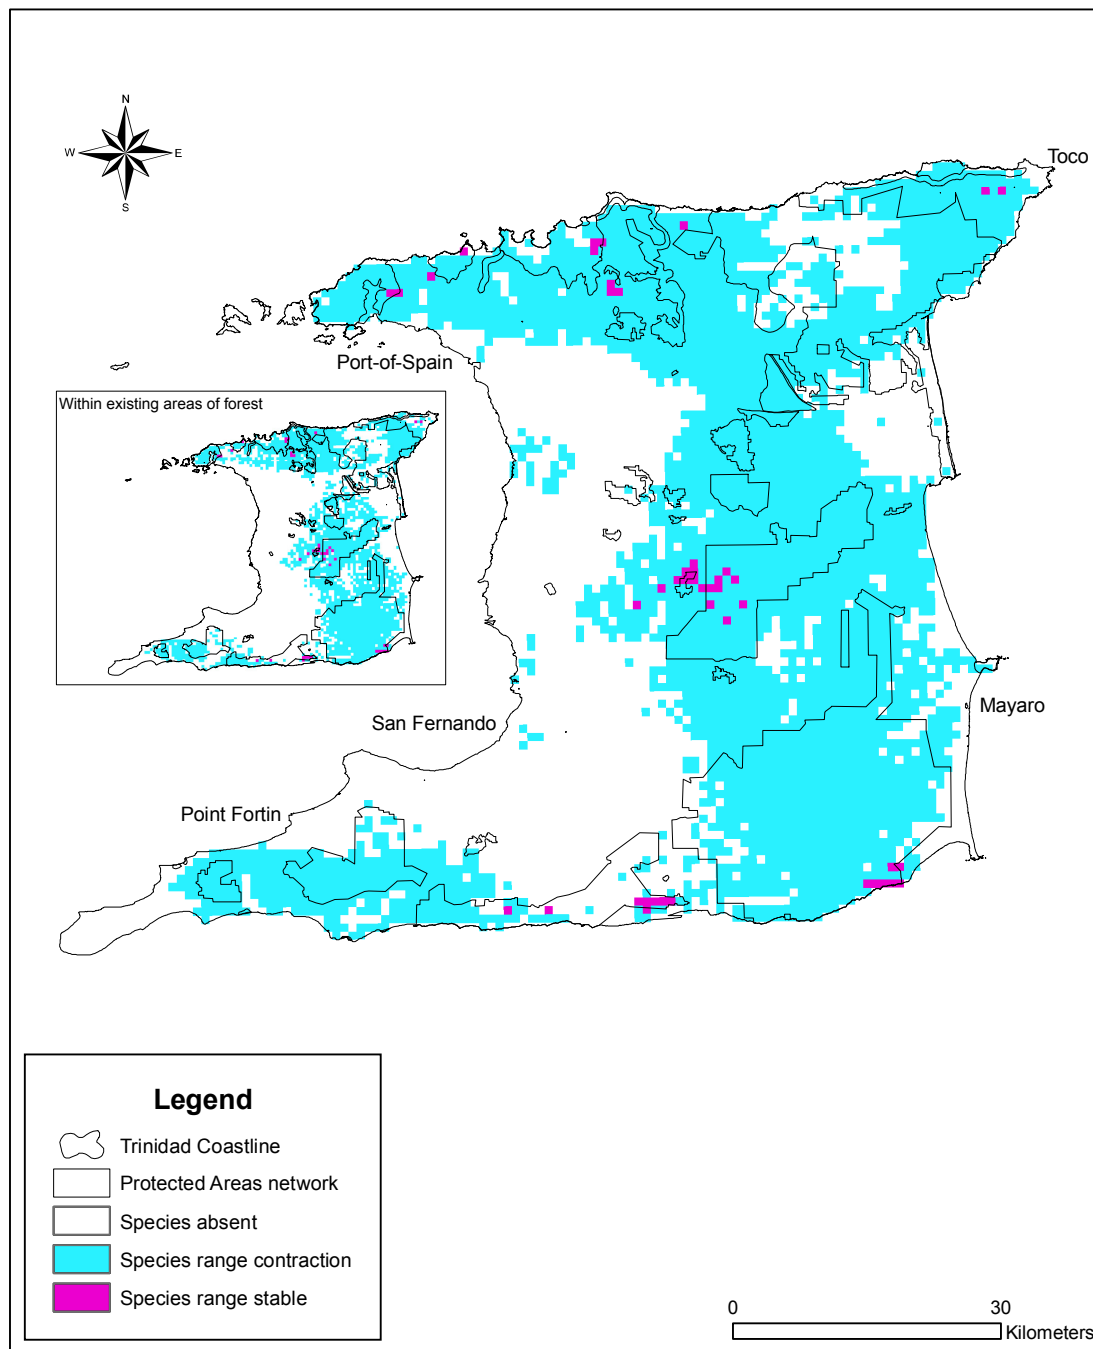 N
W
E
S
Toco
Port-of-Spain
Within existing areas of forest
San Fernando
Mayaro
Point Fortin
Legend
Trinidad Coastline
Protected Areas network
Species absent
Species range contraction
Species range stable
0
30
Kilometers